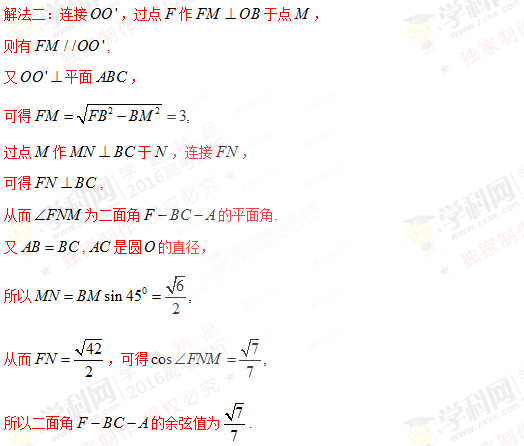 解法二：连接OO'，过点F作FM⊥OB于点M，
则有FM//OO'，
又OO'⊥平面ABC，
可得FM=√(FB²－BM²)=3,
过点M作MN⊥BC于N，连接FN，
可得FN⊥BC，
从而∠FNM为二面角F－BC－A的平面角.
又AB=BC，AC是圆O的直径，
所以MN=BM sin 45⁰=√6/2,
从而FN=√42/2，可得cos∠FNM=√7/7,
所以二面角F－BC－A的余弦值为√7/7.